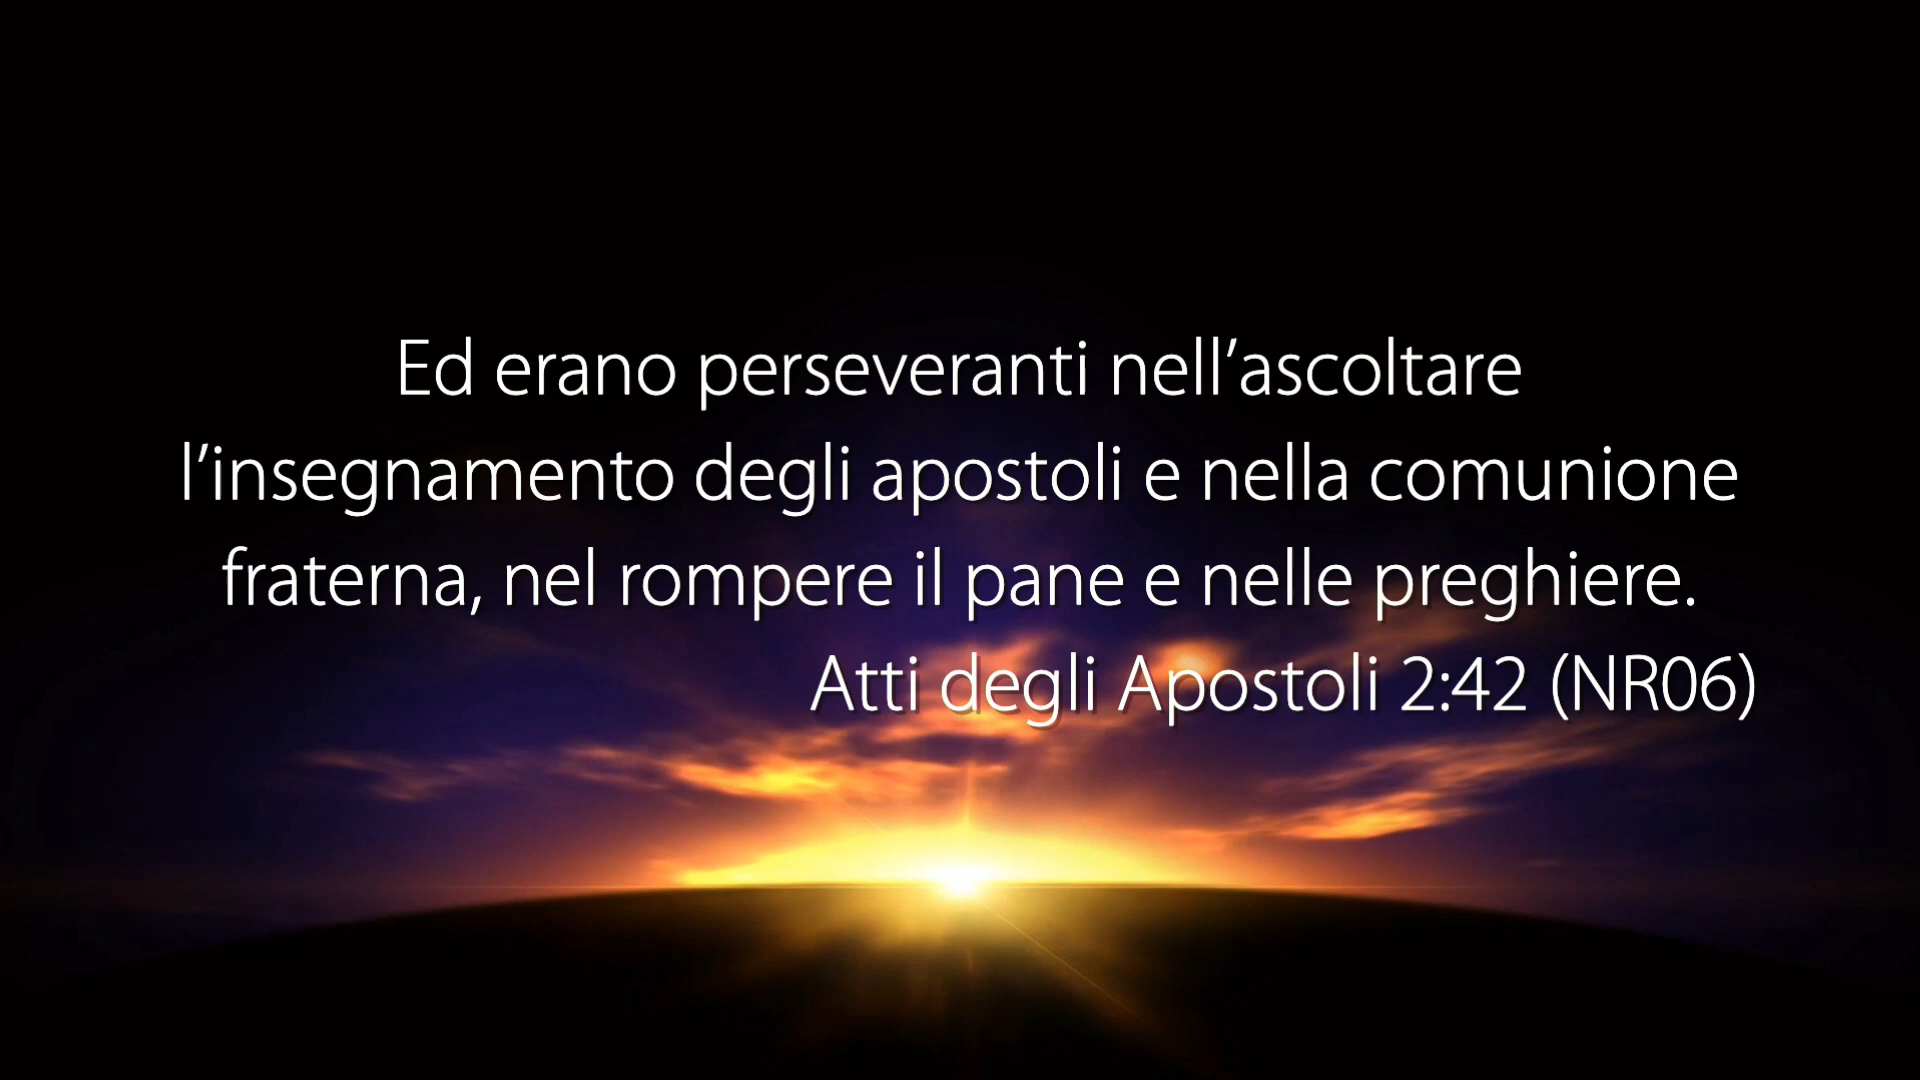 Ed erano perseveranti nell’ascoltare
l’insegnamento degli apostoli e nella comunione
fraterna, nel rompere il pane e nelle preghiere.
Atti degli Apostoli 2:42 (NR06)